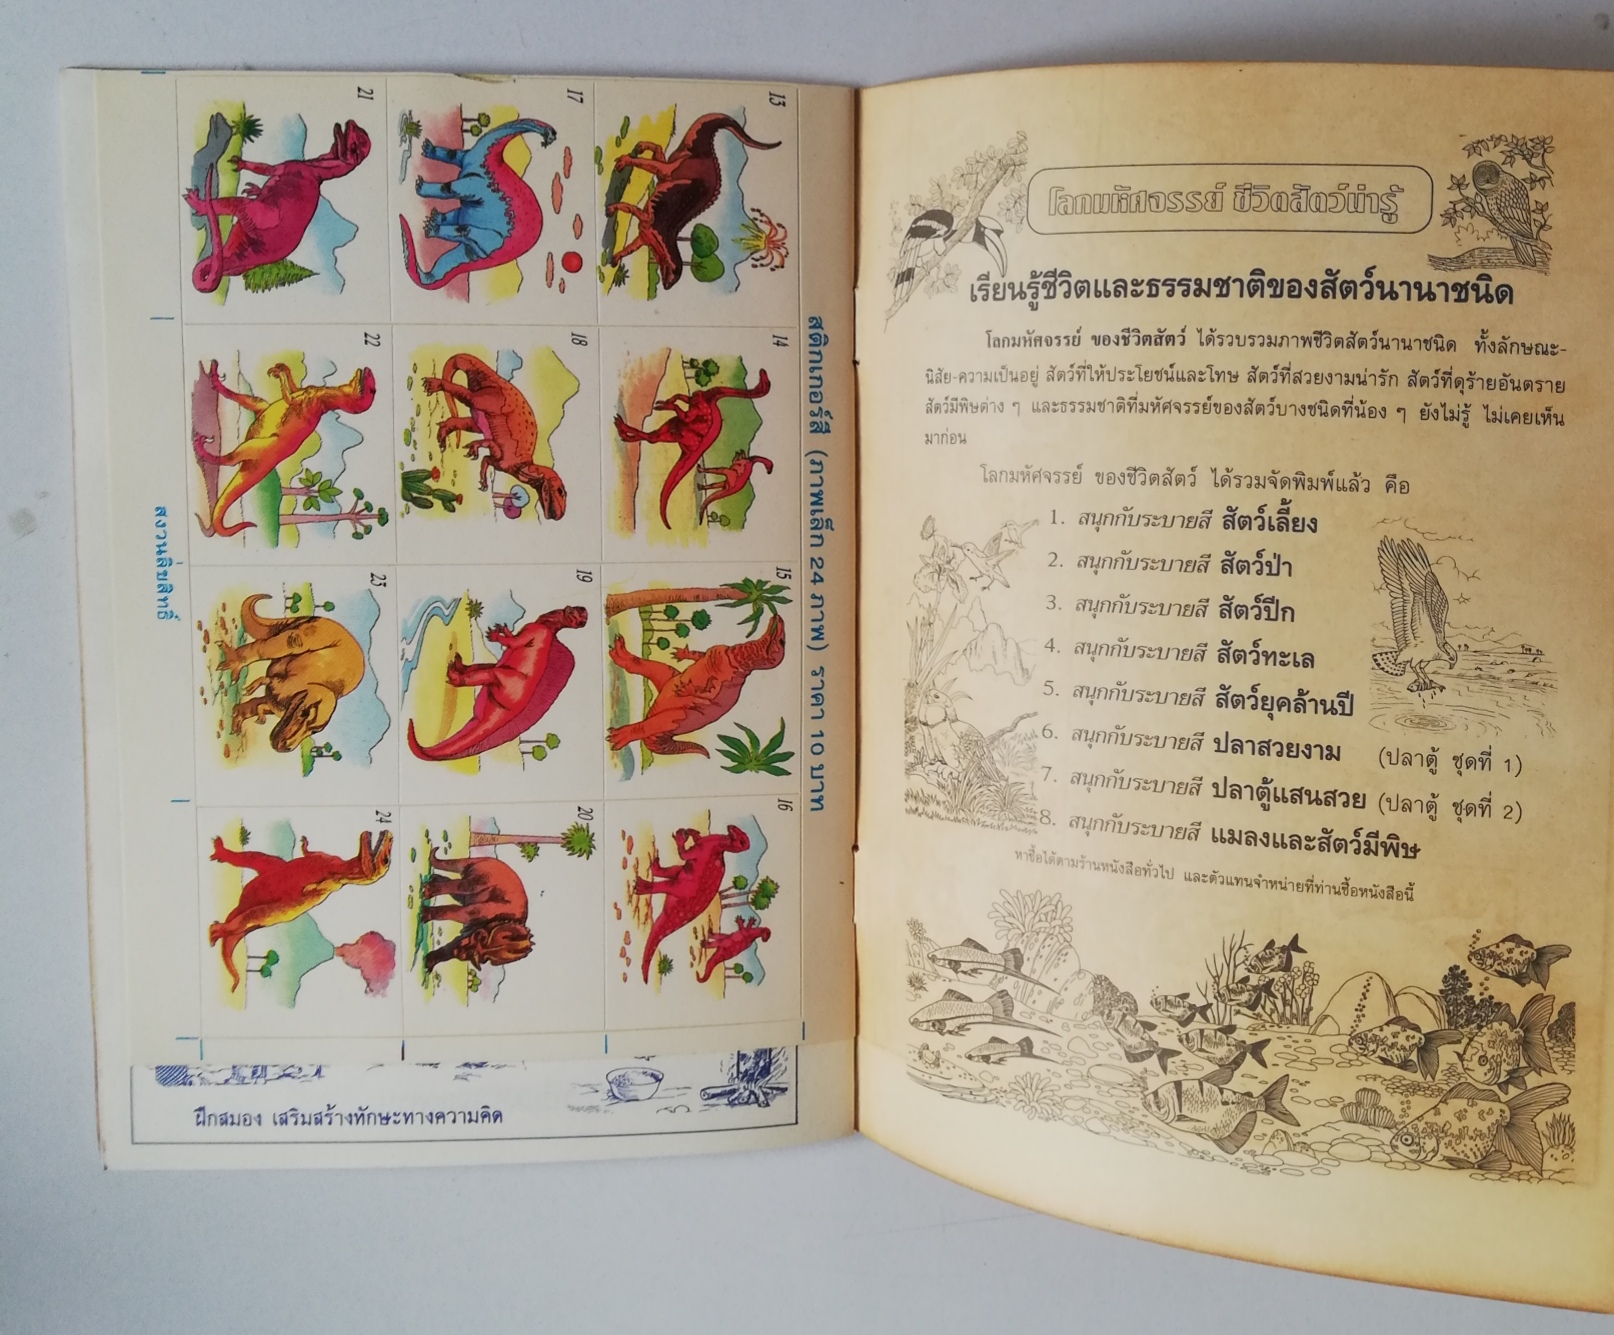 13
14
15
16
17
18
19
20
21
22
23
24
สติกเกอร์สี (ภาพเล็ก 24 ภาพ) ราคา 10 บาท
สงวนลิขสิทธิ์
ฝึกสมอง เสริมสร้างทักษะทางความคิด
โลกมหัศจรรย์ ชีวิตสัตว์น่ารู้
เรียนรู้ชีวิตและธรรมชาติของสัตว์นานาชนิด
โลกมหัศจรรย์ ของชีวิตสัตว์ ได้รวบรวมภาพชีวิตสัตว์นานาชนิด ทั้งลักษณะ-
นิสัย-ความเป็นอยู่ สัตว์ที่ให้ประโยชน์และโทษ สัตว์ที่สวยงามน่ารัก สัตว์ที่ดุร้ายอันตราย
สัตว์มีพิษต่าง ๆ และธรรมชาติที่มหัศจรรย์ของสัตว์บางชนิดที่น้อง ๆ ยังไม่รู้ ไม่เคยเห็น
มาก่อน
โลกมหัศจรรย์ ของชีวิตสัตว์ ได้รวมจัดพิมพ์แล้ว คือ
1. สนุกกับระบายสี สัตว์เลี้ยง
2. สนุกกับระบายสี สัตว์ป่า
3. สนุกกับระบายสี สัตว์ปีก
4. สนุกกับระบายสี สัตว์ทะเล
5. สนุกกับระบายสี สัตว์ยุคล้านปี
6. สนุกกับระบายสี ปลาสวยงาม (ปลาตู้ ชุดที่ 1)
7. สนุกกับระบายสี ปลาตู้แสนสวย (ปลาตู้ ชุดที่ 2)
8. สนุกกับระบายสี แมลงและสัตว์มีพิษ
หาซื้อได้ตามร้านหนังสือทั่วไป และตัวแทนจำหน่ายที่ท่านซื้อหนังสือนี้